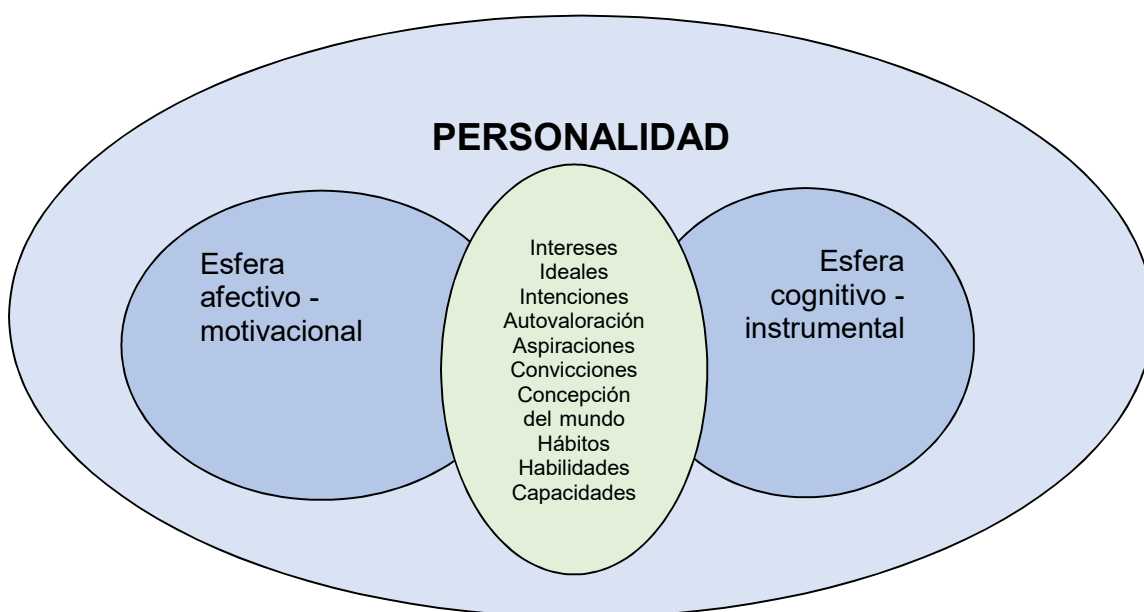 PERSONALIDAD
Esfera
afectivo -
motivacional
Intereses
Ideales
Intenciones
Autovaloración
Aspiraciones
Convicciones
Concepción
del mundo
Hábitos
Habilidades
Capacidades
Esfera
cognitivo -
instrumental